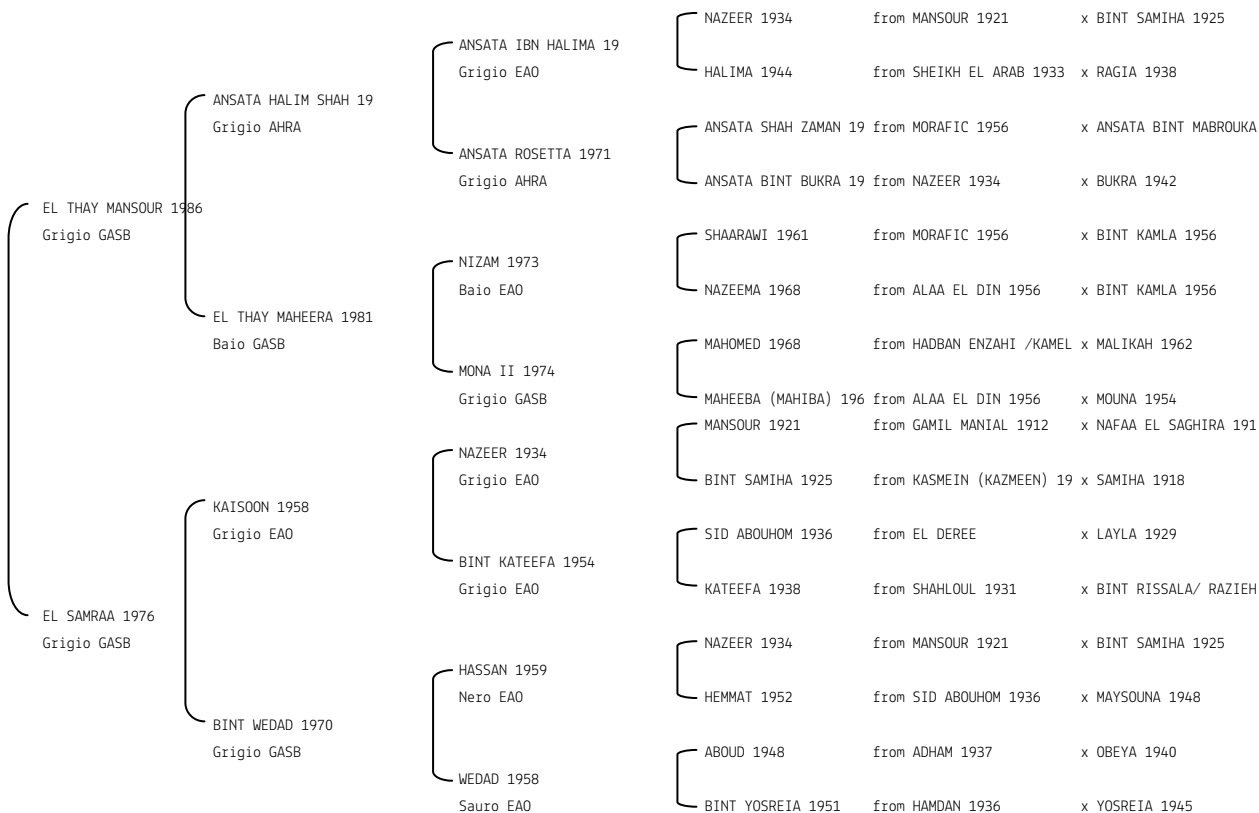 NAZEER 1934 from MANSOUR 1921 x BINT SAMIHA 1925
ANSATA IBN HALIMA 19
Grigio EAO
HALIMA 1944 from SHEIKH EL ARAB 1933 x RAGIA 1938
ANSATA HALIM SHAH 19
Grigio AHRA
ANSATA SHAH ZAMAN 19 from MORAFIC 1956 x ANSATA BINT MABROUKA
ANSATA ROSETTA 1971
Grigio AHRA
ANSATA BINT BUKRA 19 from NAZEER 1934 x BUKRA 1942
EL THAY MANSOUR 1986
Grigio GASB
SHAARAWI 1961 from MORAFIC 1956 x BINT KAMLA 1956
NIZAM 1973
Baio EAO
NAZEEMA 1968 from ALAA EL DIN 1956 x BINT KAMLA 1956
EL THAY MAHEERA 1981
Baio GASB
MAHOMED 1968 from HADBAN ENZAHI /KAMEL x MALIKAH 1962
MONA II 1974
Grigio GASB
MAHEEBA (MAHIBA) 196 from ALAA EL DIN 1956 x MOUNA 1954
MANSOUR 1921 from GAMIL MANIAL 1912 x NAFAA EL SAGHIRA 191
NAZEER 1934
Grigio EAO
BINT SAMIHA 1925 from KASMEIN (KAZMEEN) 19 x SAMIHA 1918
KAISOON 1958
Grigio EAO
SID ABOUHOM 1936 from EL DEREE x LAYLA 1929
BINT KATEEFA 1954
Grigio EAO
KATEEFA 1938 from SHAHLOUL 1931 x BINT RISSALA/ RAZIEH
EL SAMRAA 1976
Grigio GASB
NAZEER 1934 from MANSOUR 1921 x BINT SAMIHA 1925
HASSAN 1959
Nero EAO
HEMMAT 1952 from SID ABOUHOM 1936 x MAYSOUNA 1948
BINT WEDAD 1970
Grigio GASB
ABOUD 1948 from ADHAM 1937 x OBEYA 1940
WEDAD 1958
Sauro EAO
BINT YOSREIA 1951 from HAMDAN 1936 x YOSREIA 1945